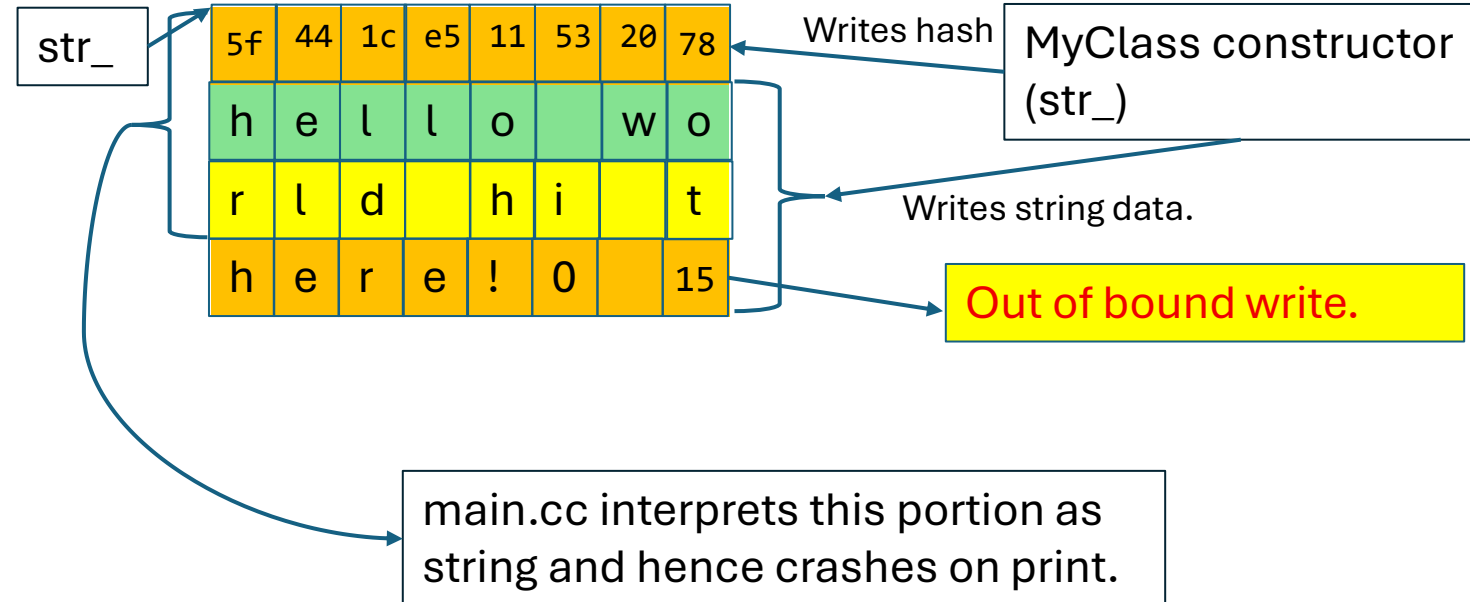 str_
5f 44 1c e5 11 53 20 78
Writes hash
MyClass constructor
(str_)
h e l l o w o
r l d h i t
Writes string data.
h e r e ! 0 15
Out of bound write.
main.cc interprets this portion as
string and hence crashes on print.